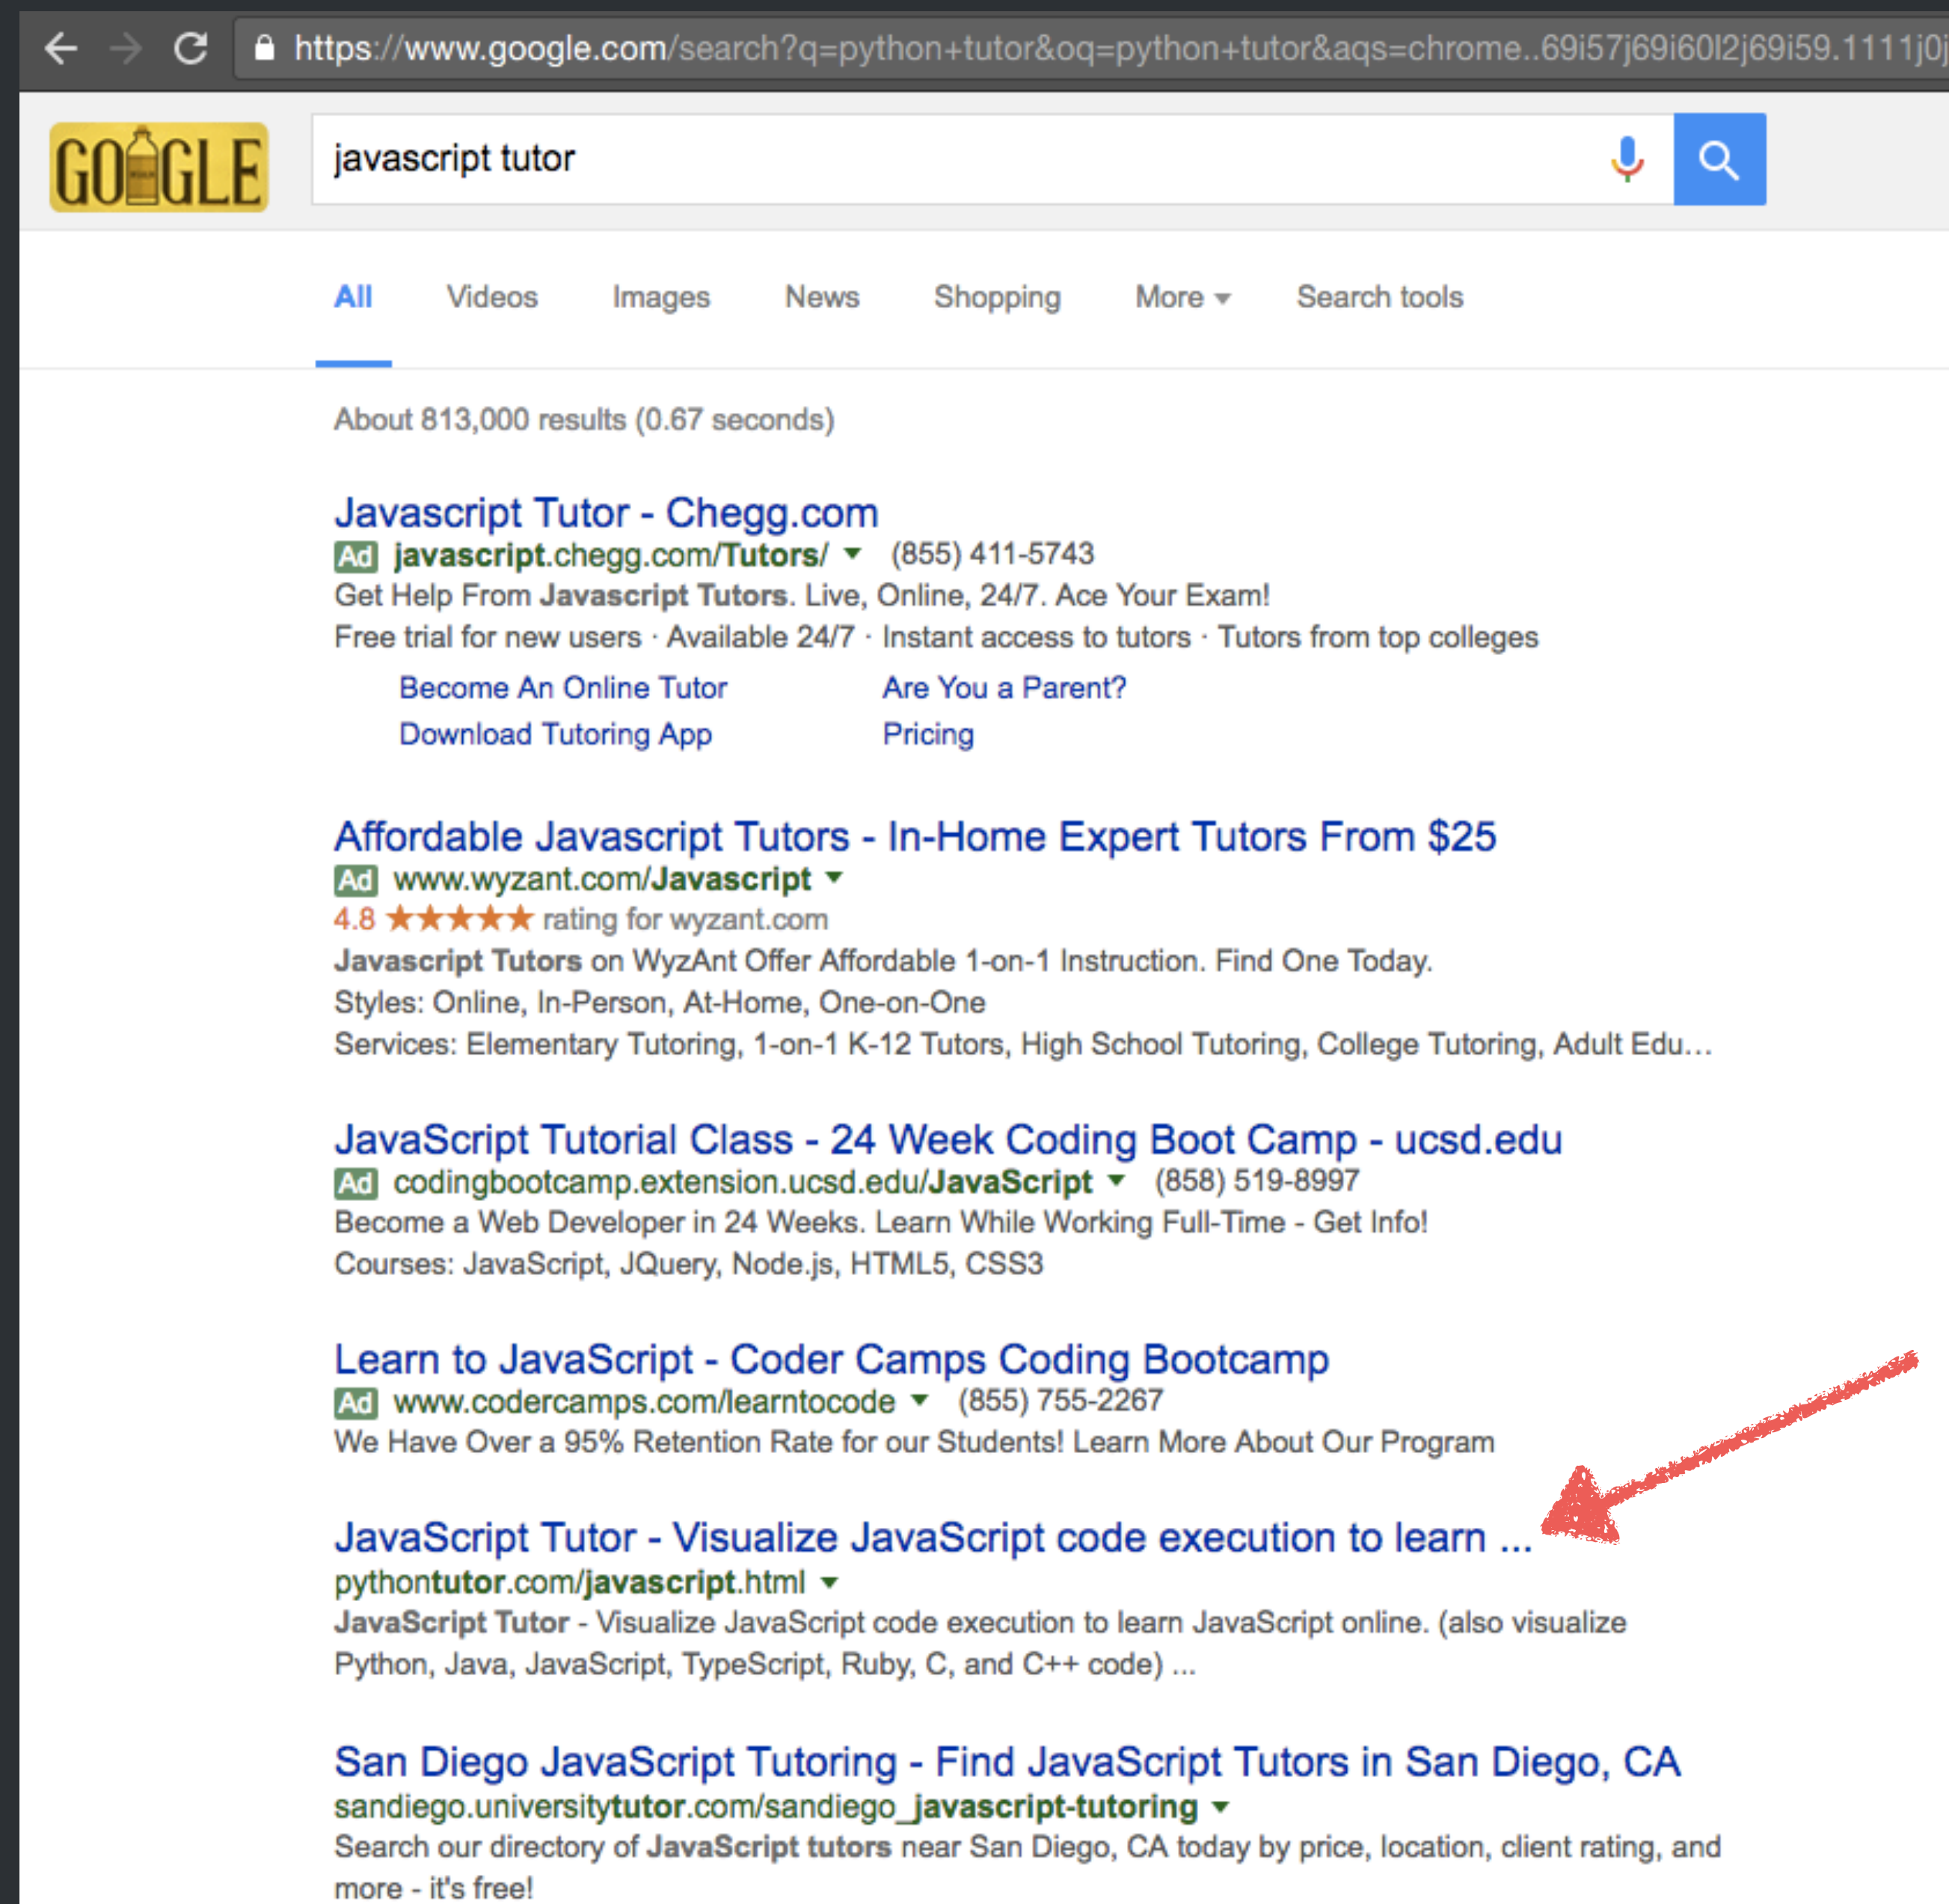 https://www.google.com/search?q=python+tutor&oq=python+tutor&aqs=chrome..69i57j69i60l2j69i59.1111j0j
GOOGLE
javascript tutor
All Videos Images News Shopping More Search tools
About 813,000 results (0.67 seconds)
Javascript Tutor - Chegg.com
Ad javascript.chegg.com/Tutors/ (855) 411-5743
Get Help From Javascript Tutors. Live, Online, 24/7. Ace Your Exam!
Free trial for new users · Available 24/7 · Instant access to tutors · Tutors from top colleges
Become An Online Tutor Are You a Parent?
Download Tutoring App Pricing
Affordable Javascript Tutors - In-Home Expert Tutors From $25
Ad www.wyzant.com/Javascript
4.8 ★★★★★ rating for wyzant.com
Javascript Tutors on WyzAnt Offer Affordable 1-on-1 Instruction. Find One Today.
Styles: Online, In-Person, At-Home, One-on-One
Services: Elementary Tutoring, 1-on-1 K-12 Tutors, High School Tutoring, College Tutoring, Adult Edu...
JavaScript Tutorial Class - 24 Week Coding Boot Camp - ucsd.edu
Ad codingbootcamp.extension.ucsd.edu/JavaScript (858) 519-8997
Become a Web Developer in 24 Weeks. Learn While Working Full-Time - Get Info!
Courses: JavaScript, JQuery, Node.js, HTML5, CSS3
Learn to JavaScript - Coder Camps Coding Bootcamp
Ad www.codercamps.com/learntocode (855) 755-2267
We Have Over a 95% Retention Rate for our Students! Learn More About Our Program
JavaScript Tutor - Visualize JavaScript code execution to learn ...
pythontutor.com/javascript.html
JavaScript Tutor - Visualize JavaScript code execution to learn JavaScript online. (also visualize
Python, Java, JavaScript, TypeScript, Ruby, C, and C++ code) ...
San Diego JavaScript Tutoring - Find JavaScript Tutors in San Diego, CA
sandiego.universitytutor.com/sandiego_javascript-tutoring
Search our directory of JavaScript tutors near San Diego, CA today by price, location, client rating, and
more - it's free!